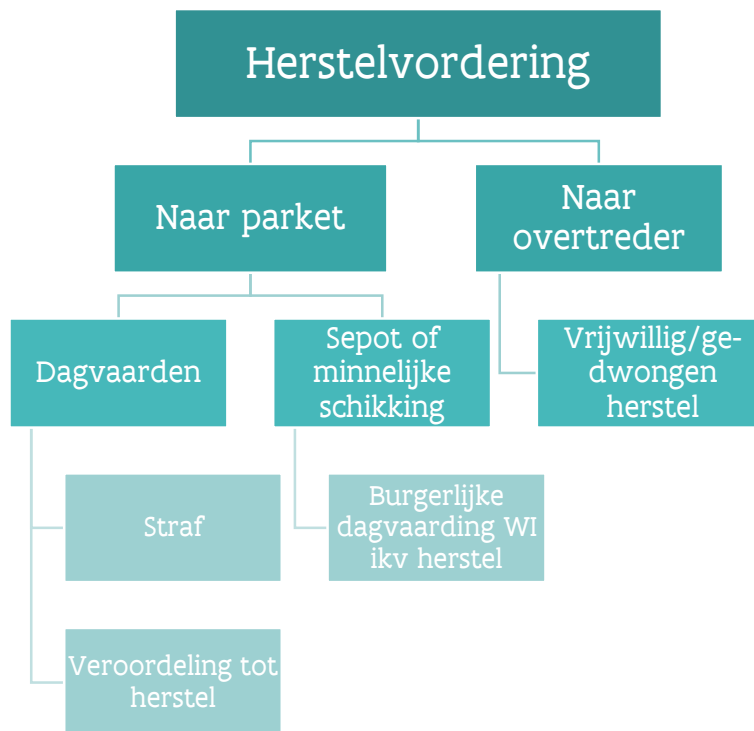 Herstelvordering
Naar parket
Naar
overtreder
Dagvaarden
Sepot of
minnelijke
schikking
Vrijwillig/ge-
dwongen
herstel
Straf
Burgerlijke
dagvaarding WI
ikv herstel
Veroordeling tot
herstel